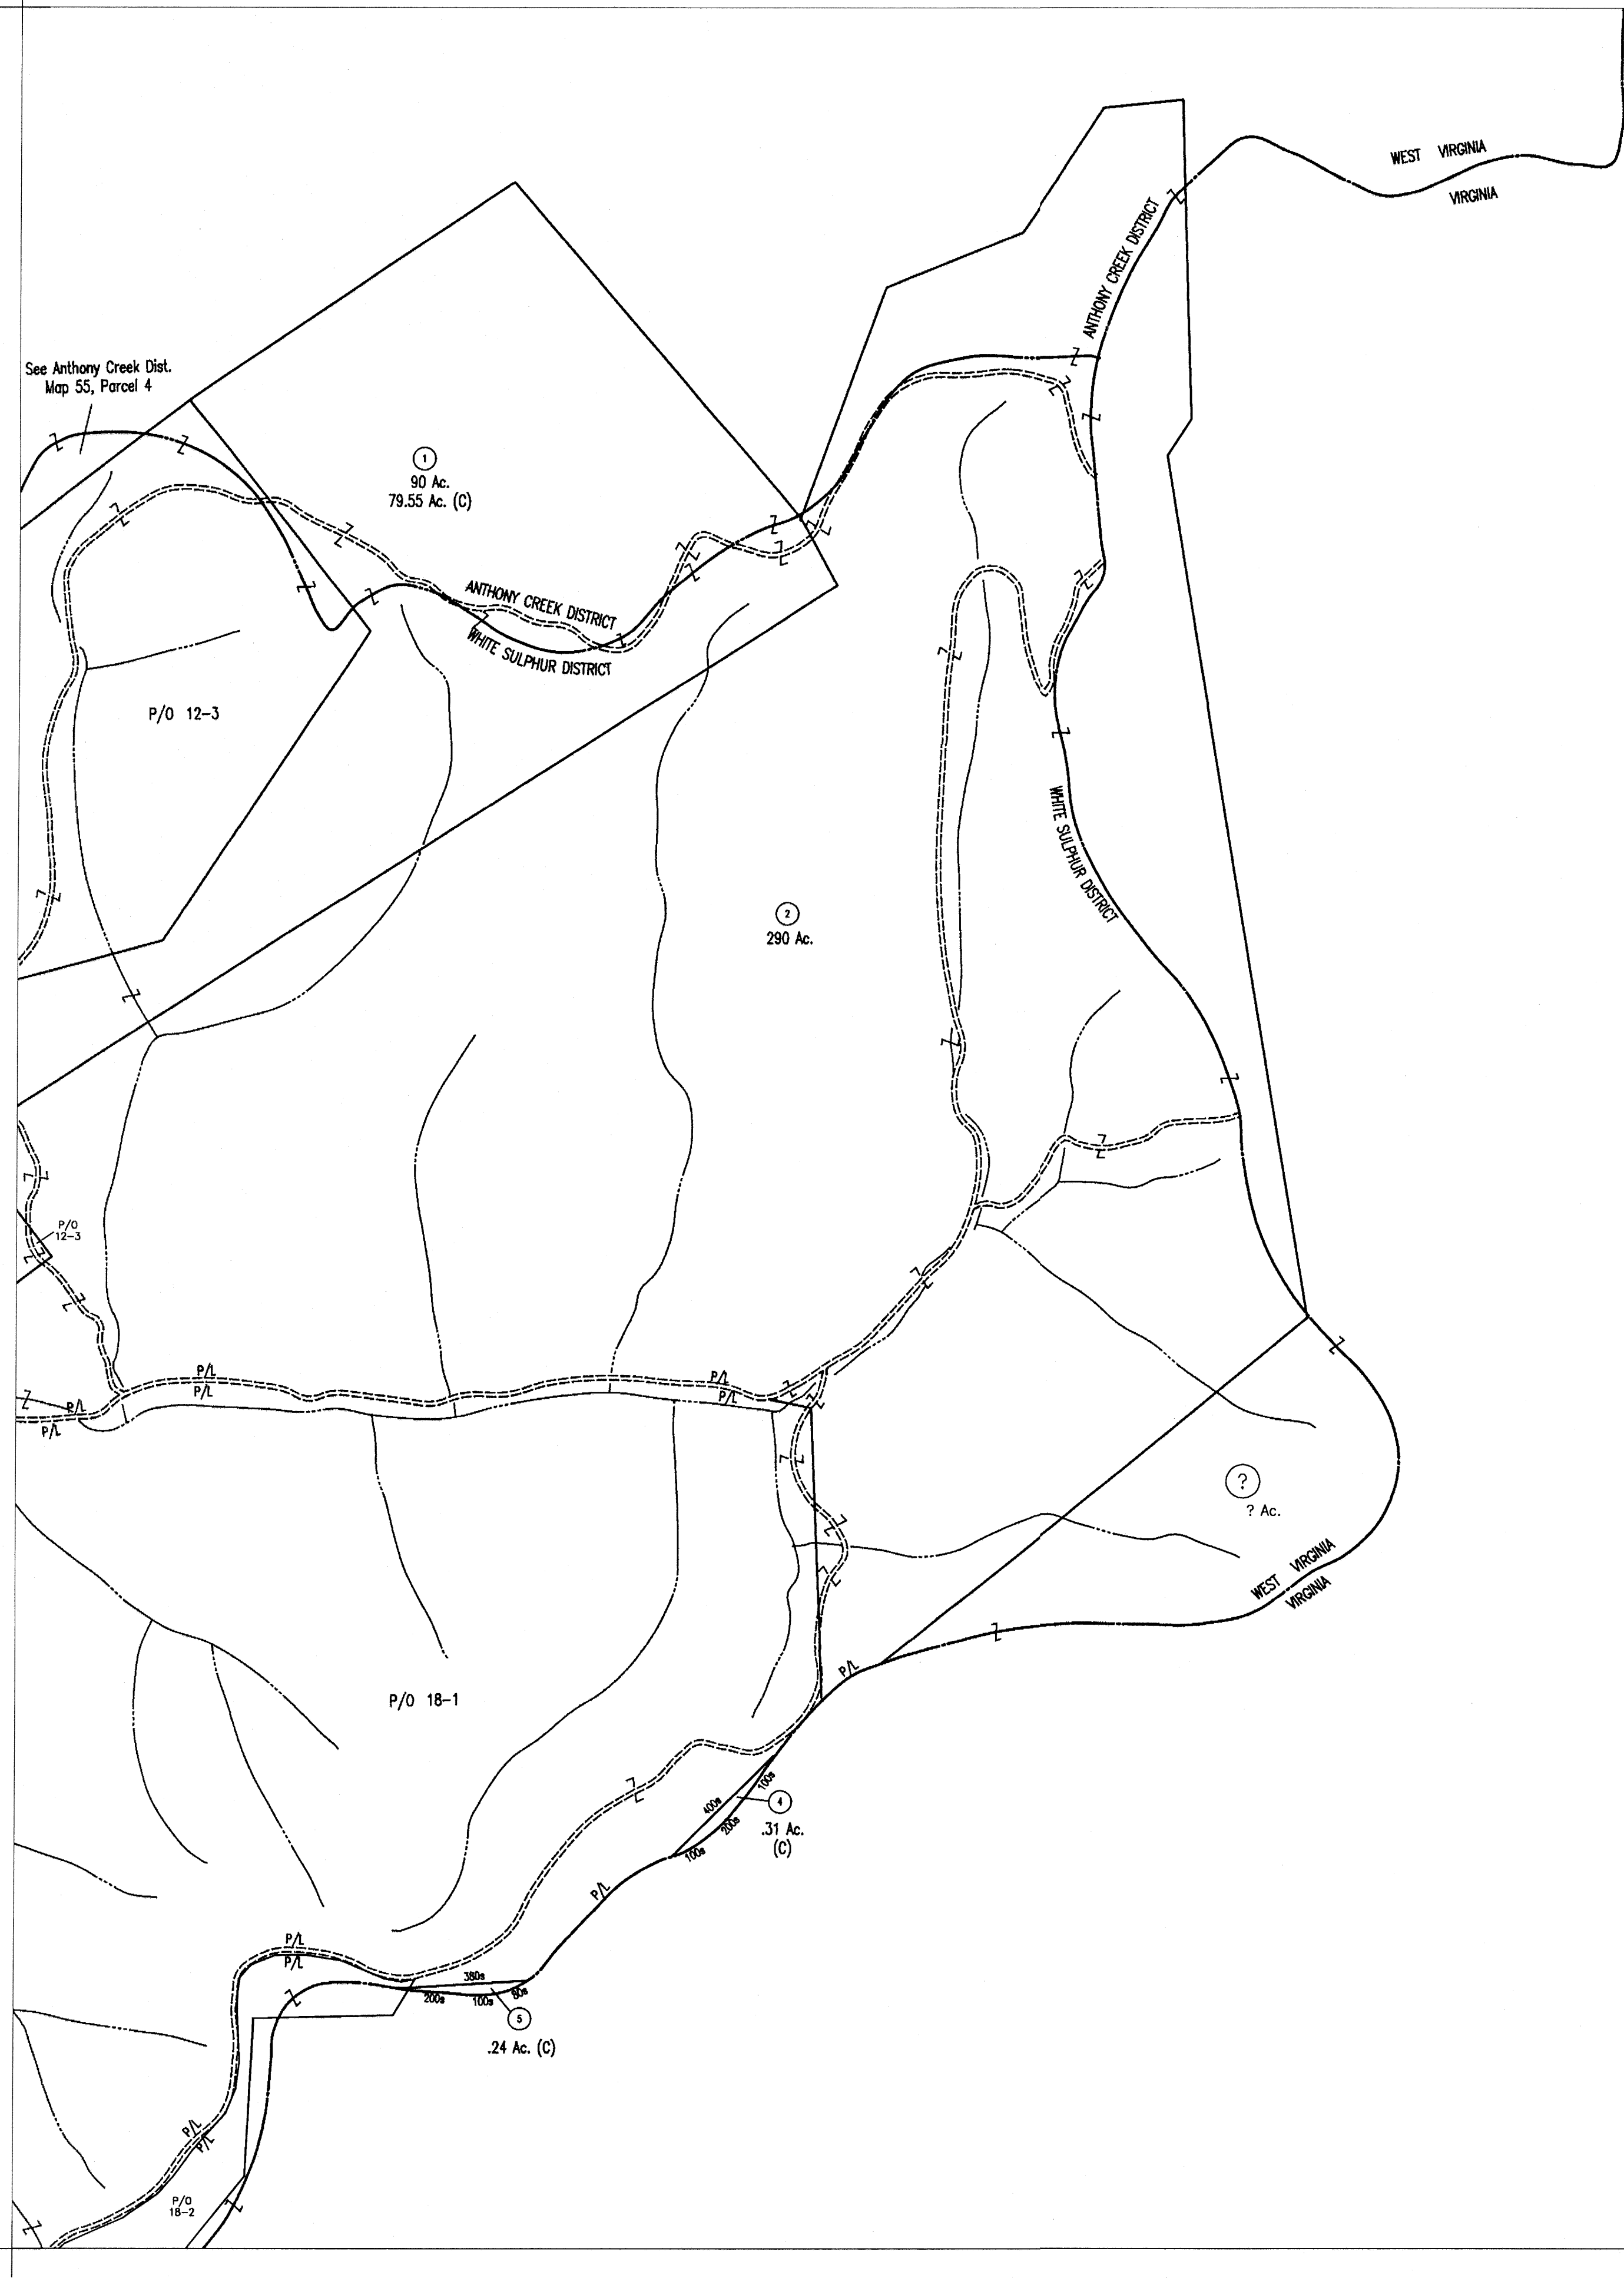 WEST VIRGINIA
VIRGINIA
ANTHONY CREEK DISTRICT
See Anthony Creek Dist.
Map 55, Parcel 4
1
90 Ac.
79.55 Ac. (C)
ANTHONY CREEK DISTRICT
WHITE SULPHUR DISTRICT
P/O 12-3
WHITE SULPHUR DISTRICT
2
290 Ac.
P/O
12-3
P/L
P/L
P/L
P/L
P/L
P/L
?
? Ac.
WEST VIRGINIA
VIRGINIA
P/L
P/O 18-1
100s
400s
4
200s
.31 Ac.
(C)
100s
P/L
P/L
P/L
380s
200s
100s
80s
5
.24 Ac. (C)
P/L
P/L
P/O
18-2